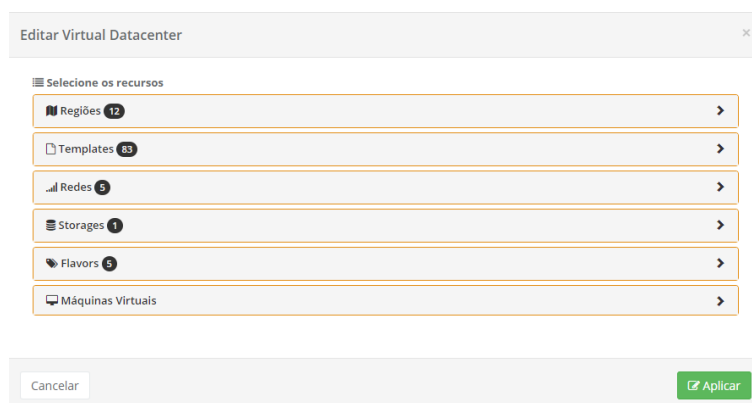 Editar Virtual Datacenter ×
Selecione os recursos
Regiões 12
Templates 83
Redes 5
Storages 1
Flavors 5
Máquinas Virtuais
Cancelar Aplicar